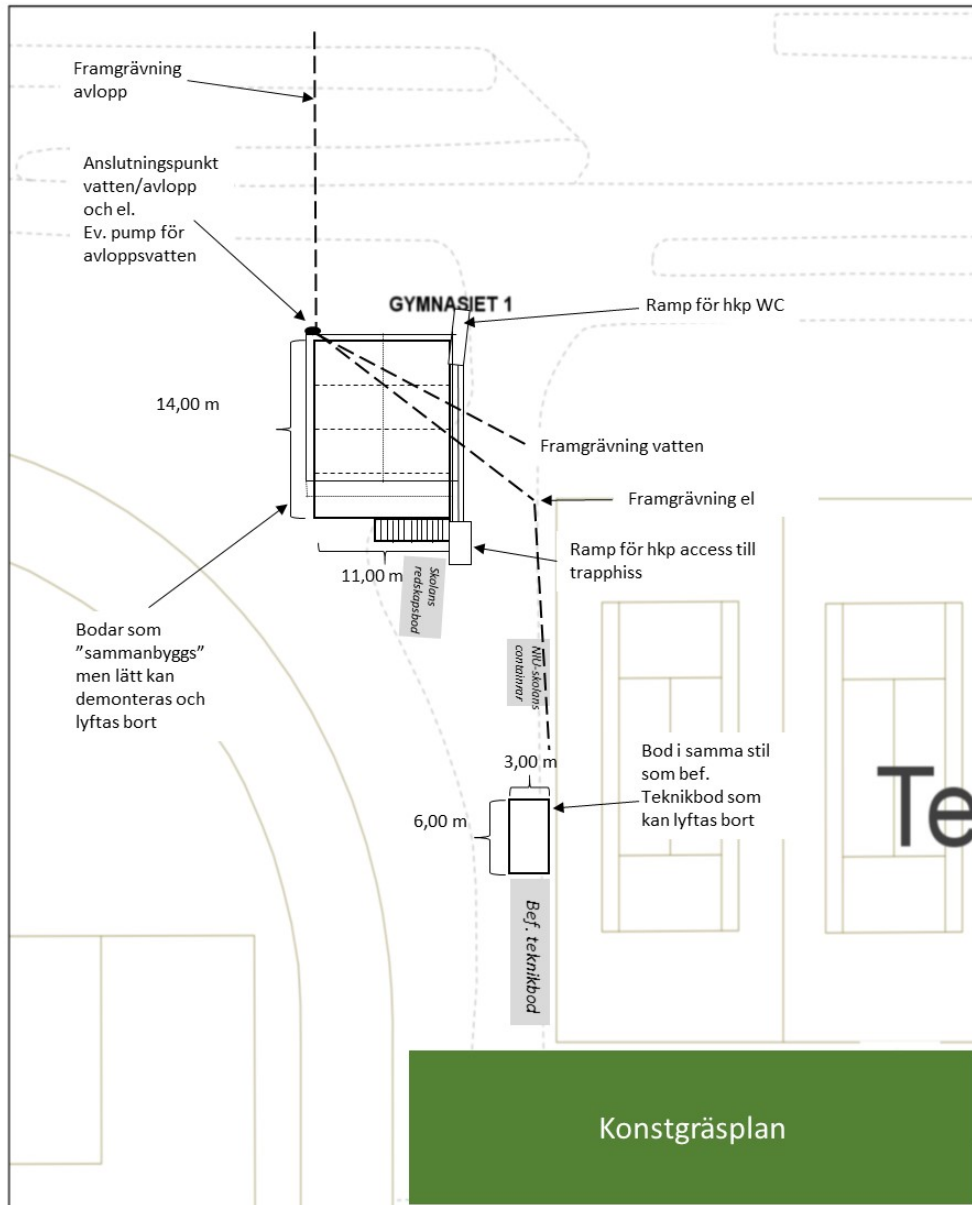 Framgrävning
avlopp
Anslutningspunkt
vatten/avlopp
och el.
Ev. pump för
avloppsvatten
GYMNASIET 1
Ramp för hkp WC
14,00 m
Framgrävning vatten
Framgrävning el
Ramp för hkp access till
trapphiss
11,00 m
Skolans
redskapsbod
Bodar som
”sammanbyggs”
men lätt kan
demonteras och
lyftas bort
NIU-skolans
containrar
3,00 m
Bod i samma stil
som bef.
Teknikbod som
kan lyftas bort
6,00 m
Te
Bef. teknikbod
Konstgräsplan